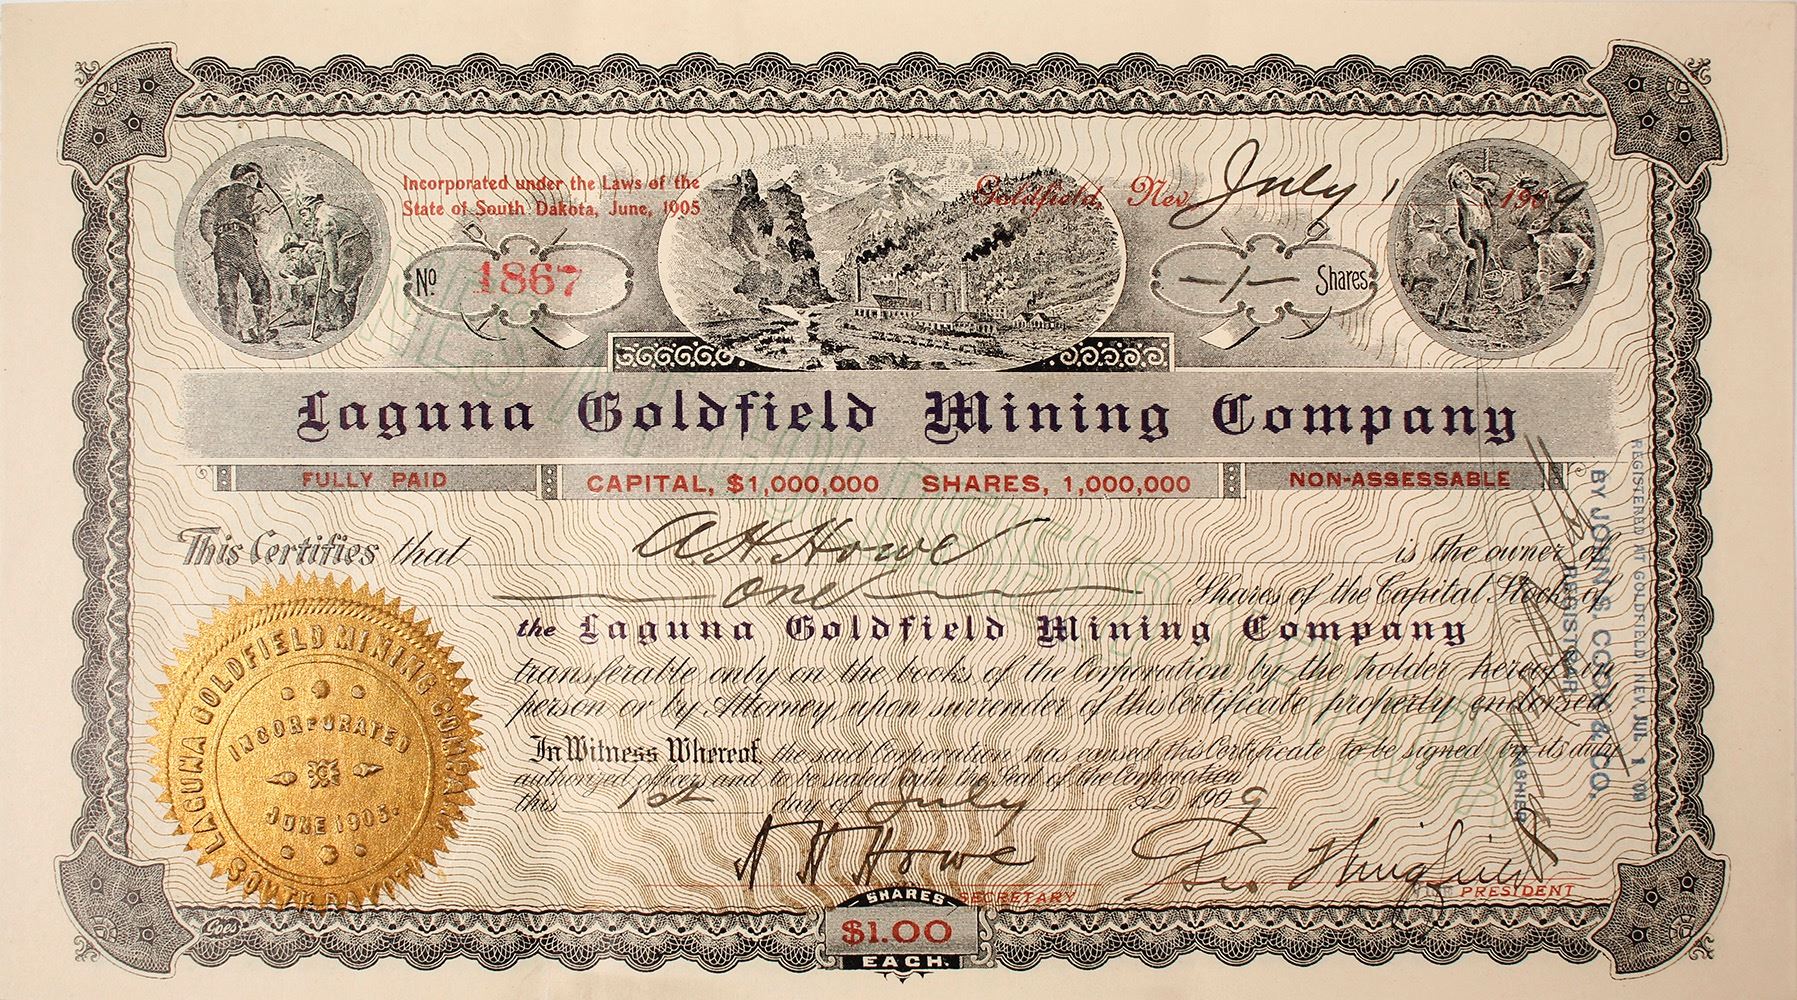 Incorporated under the Laws of the
State of South Dakota, June, 1905
Goldfield, Nev. July 1 1909
No 1867
-1- Shares
Laguna Goldfield Mining Company
FULLY PAID
CAPITAL, $1,000,000 SHARES, 1,000,000
NON-ASSESSABLE
This Certifies that A.H. Howe is the owner of
one Shares of the Capital Stock of
the Laguna Goldfield Mining Company
transferable only on the books of the Corporation by the holder hereof in
person or by Attorney, upon surrender of this Certificate properly endorsed.
In Witness Whereof, the said Corporation has caused this Certificate to be signed by its duly
authorized officers and to be sealed with the Seal of the Corporation
this 1st day of July A.D. 1909
A H Howe
SECRETARY
Geo
PRESIDENT
LAGUNA GOLDFIELD MINING COMPANY
INCORPORATED
JUNE 1905.
SOUTH DAKOTA
Goes
SHARES
$1.00
EACH.
REGISTERED AT GOLDFIELD NEV. JUL 1 09
BY JOHN S. COOK & CO.
REGISTRAR
CASHIER